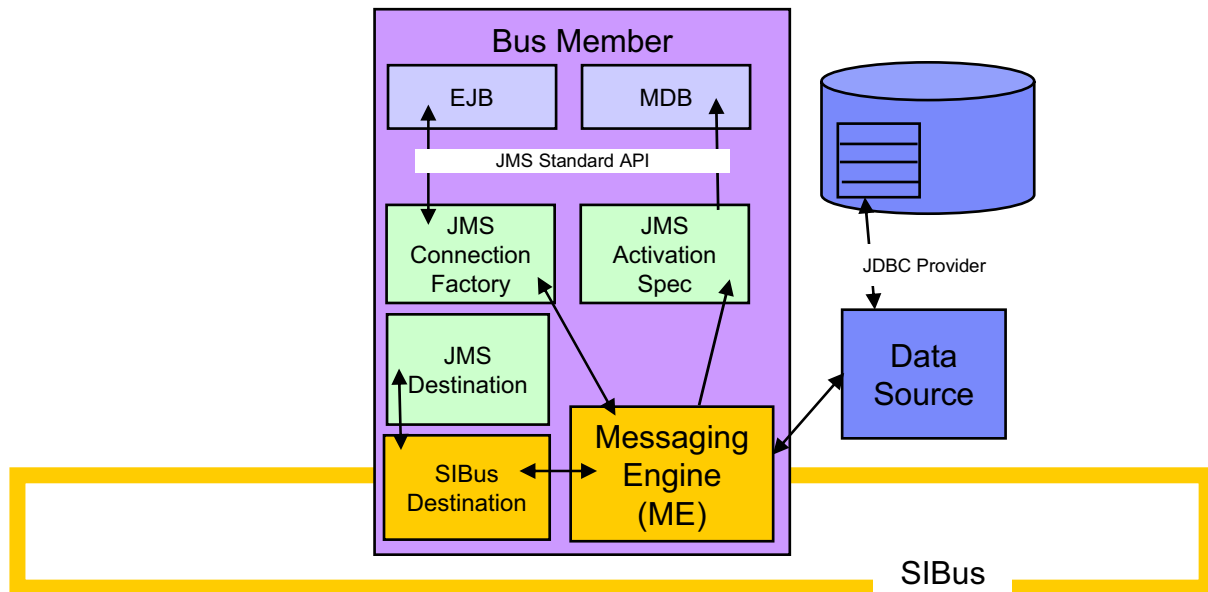 Bus Member
EJB
MDB
JMS Standard API
JMS
Connection
Factory
JMS
Activation
Spec
JDBC Provider
JMS
Destination
Data
Source
SIBus
Destination
Messaging
Engine
(ME)
SIBus